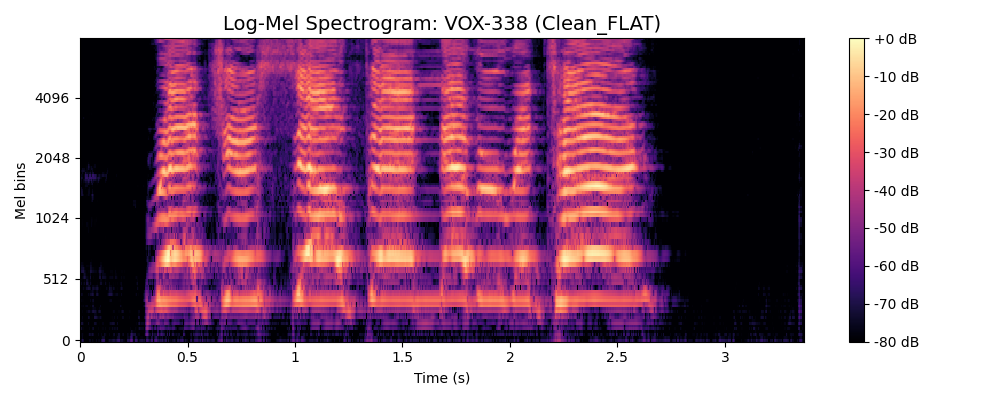 Log-Mel Spectrogram: VOX-338 (Clean_FLAT)
Mel bins
4096
2048
1024
512
0
0
0.5
1
1.5
2
2.5
3
Time (s)
+0 dB
-10 dB
-20 dB
-30 dB
-40 dB
-50 dB
-60 dB
-70 dB
-80 dB